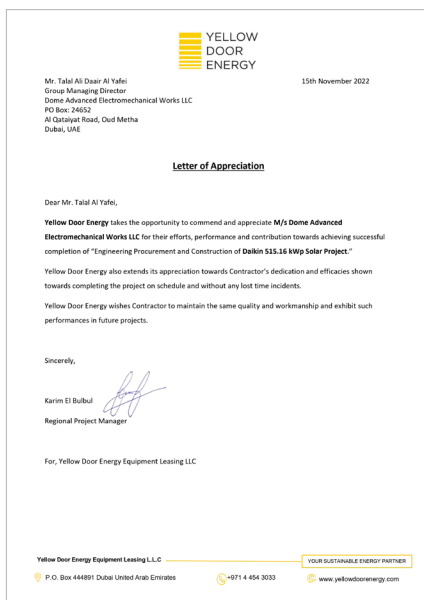 YELLOW
DOOR
ENERGY
Mr. Talal Ali Daair Al Yafei
15th November 2022
Group Managing Director
Dome Advanced Electromechanical Works LLC
PO Box: 24652
Al Qataiyat Road, Oud Metha
Dubai, UAE
Letter of Appreciation
Dear Mr. Talal Al Yafei,
Yellow Door Energy takes the opportunity to commend and appreciate M/s Dome Advanced
Electromechanical Works LLC for their efforts, performance and contribution towards achieving successful
completion of “Engineering Procurement and Construction of Daikin 515.16 kWp Solar Project.”
Yellow Door Energy also extends its appreciation towards Contractor's dedication and efficacies shown
towards completing the project on schedule and without any lost time incidents.
Yellow Door Energy wishes Contractor to maintain the same quality and workmanship and exhibit such
performances in future projects.
Sincerely,
Karim El Bulbul
Regional Project Manager
For, Yellow Door Energy Equipment Leasing LLC
Yellow Door Energy Equipment Leasing L.L.C
YOUR SUSTAINABLE ENERGY PARTNER
P.O. Box 444891 Dubai United Arab Emirates
+971 4 454 3033
www.yellowdoorenergy.com